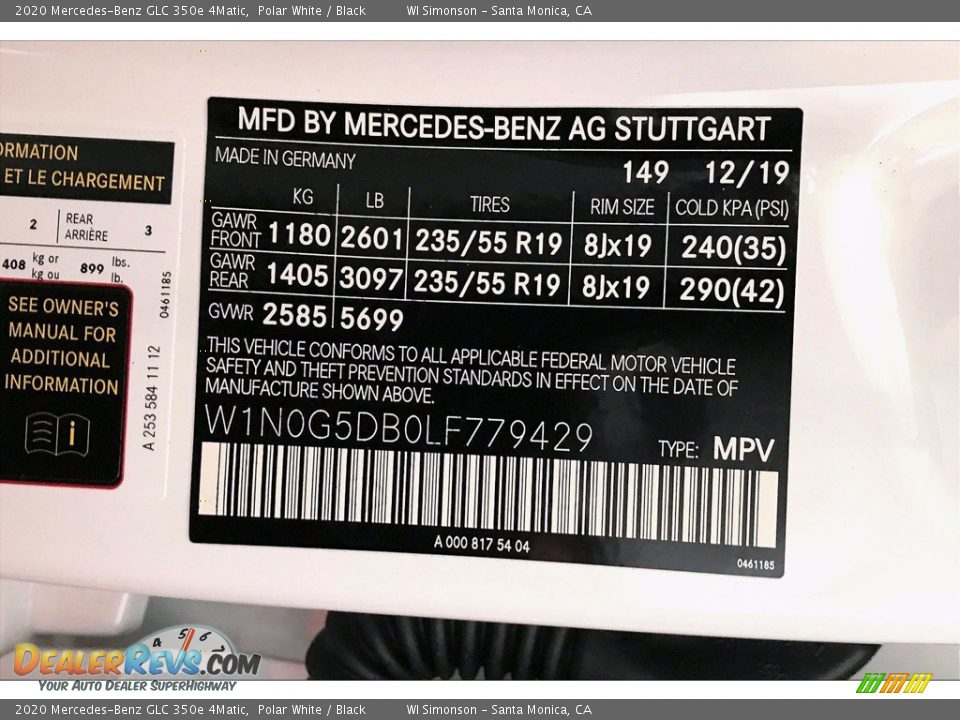 2020 Mercedes-Benz GLC 350e 4Matic, Polar White / Black WI Simonson - Santa Monica, CA
ORMATION
ET LE CHARGEMENT
2 REAR ARRIÈRE 3
408 kg or kg ou 899 lbs. lb.
SEE OWNER'S
MANUAL FOR
ADDITIONAL
INFORMATION
i
A 253 584 11 12
0461185
MFD BY MERCEDES-BENZ AG STUTTGART
MADE IN GERMANY
149 12/19
KG LB TIRES RIM SIZE COLD KPA (PSI)
GAWR FRONT 1180 2601 235/55 R19 8Jx19 240(35)
GAWR REAR 1405 3097 235/55 R19 8Jx19 290(42)
GVWR 2585 5699
THIS VEHICLE CONFORMS TO ALL APPLICABLE FEDERAL MOTOR VEHICLE
SAFETY AND THEFT PREVENTION STANDARDS IN EFFECT ON THE DATE OF
MANUFACTURE SHOWN ABOVE.
W1N0G5DB0LF779429
TYPE: MPV
A 000 817 54 04
0461185
4 5 6
DEALERREVS.COM
YOUR AUTO DEALER SUPERHIGHWAY
2020 Mercedes-Benz GLC 350e 4Matic, Polar White / Black WI Simonson - Santa Monica, CA